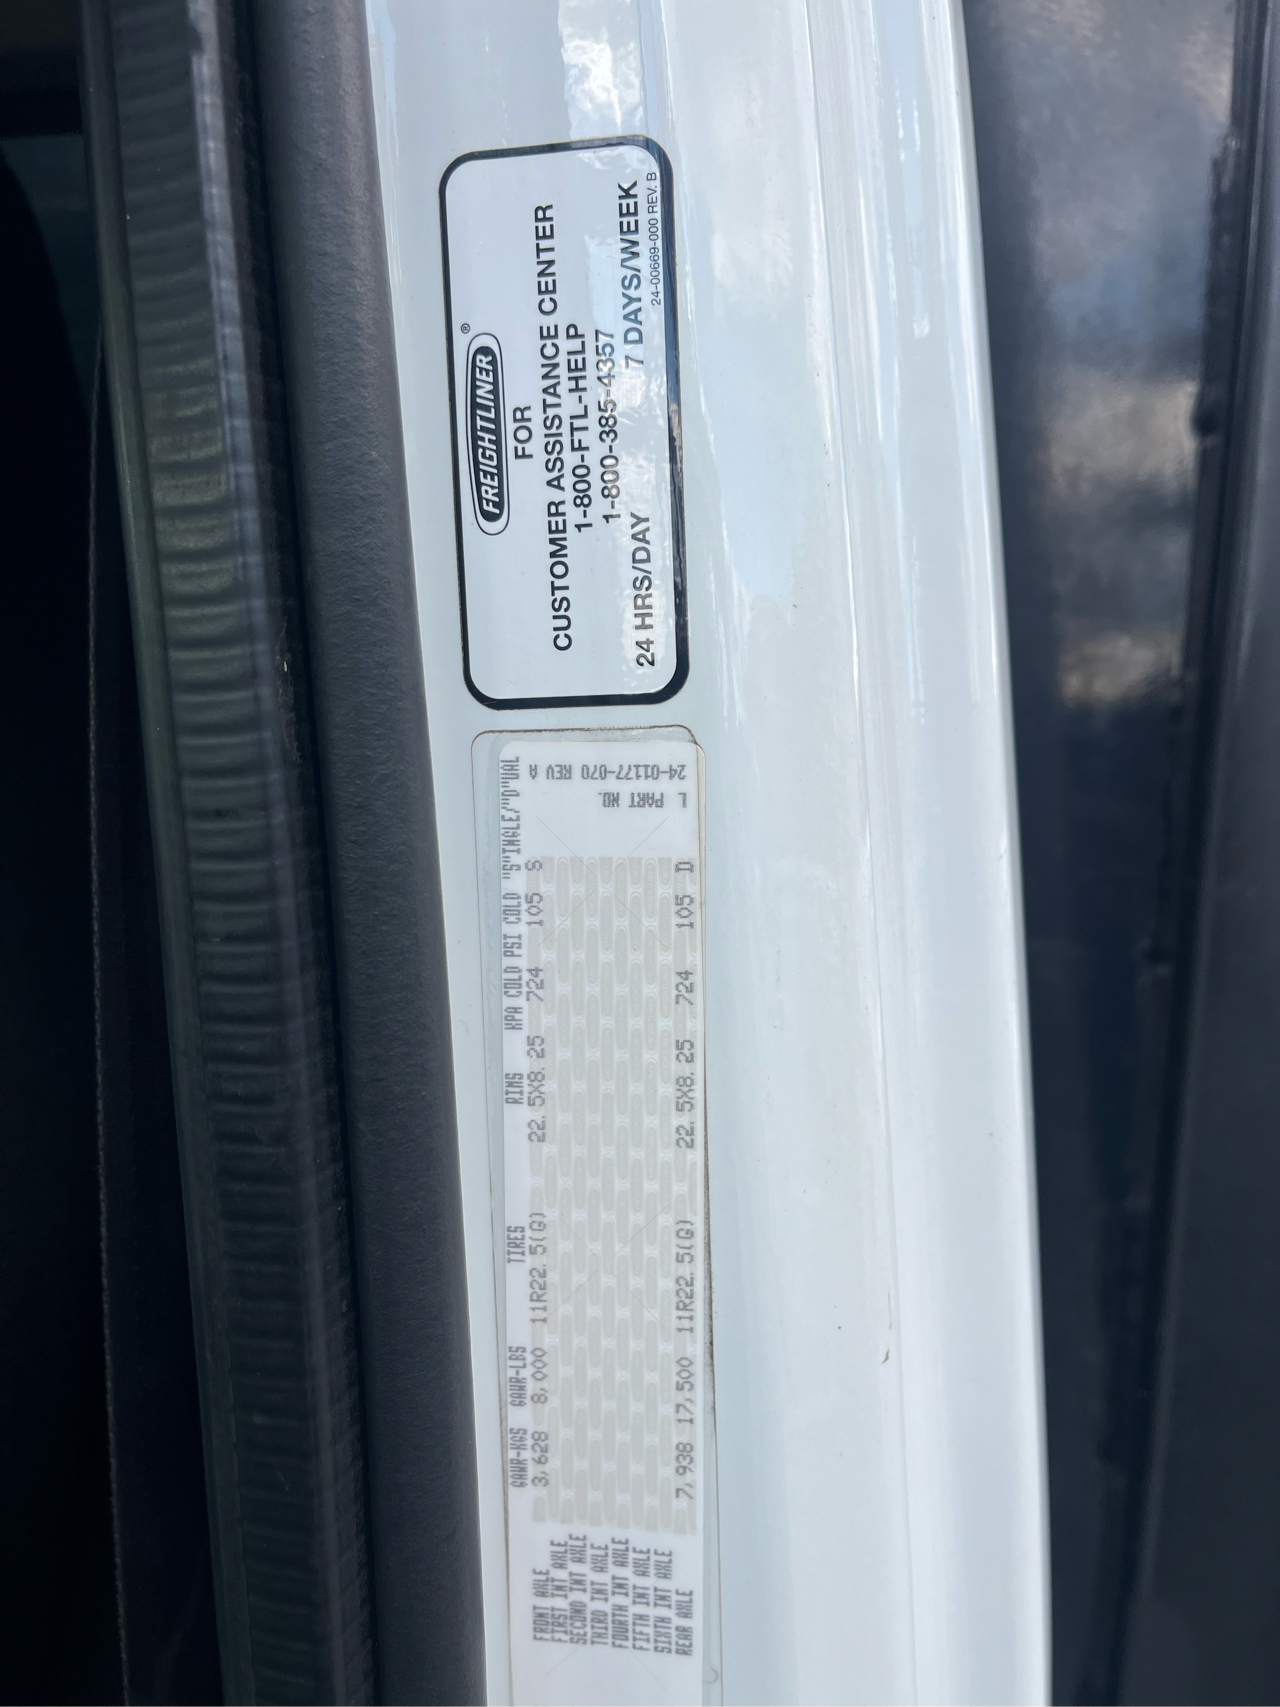 FREIGHTLINER®
FOR
CUSTOMER ASSISTANCE CENTER
1-800-FTL-HELP
1-800-385-4357
24 HRS/DAY 7 DAYS/WEEK
24-00669-000 REV. B
GAWR-KGS GAWR-LBS TIRES RIMS KPA COLD PSI COLD "S"INGLE/"D"UAL
FRONT AXLE 3,628 8,000 11R22.5(G) 22.5X8.25 724 105 S
FIRST INT AXLE
SECOND INT AXLE
THIRD INT AXLE
FOURTH INT AXLE
FIFTH INT AXLE
SIXTH INT AXLE
REAR AXLE 7,938 17,500 11R22.5(G) 22.5X8.25 724 105 D
L PART NO.
24-01177-070 REV A